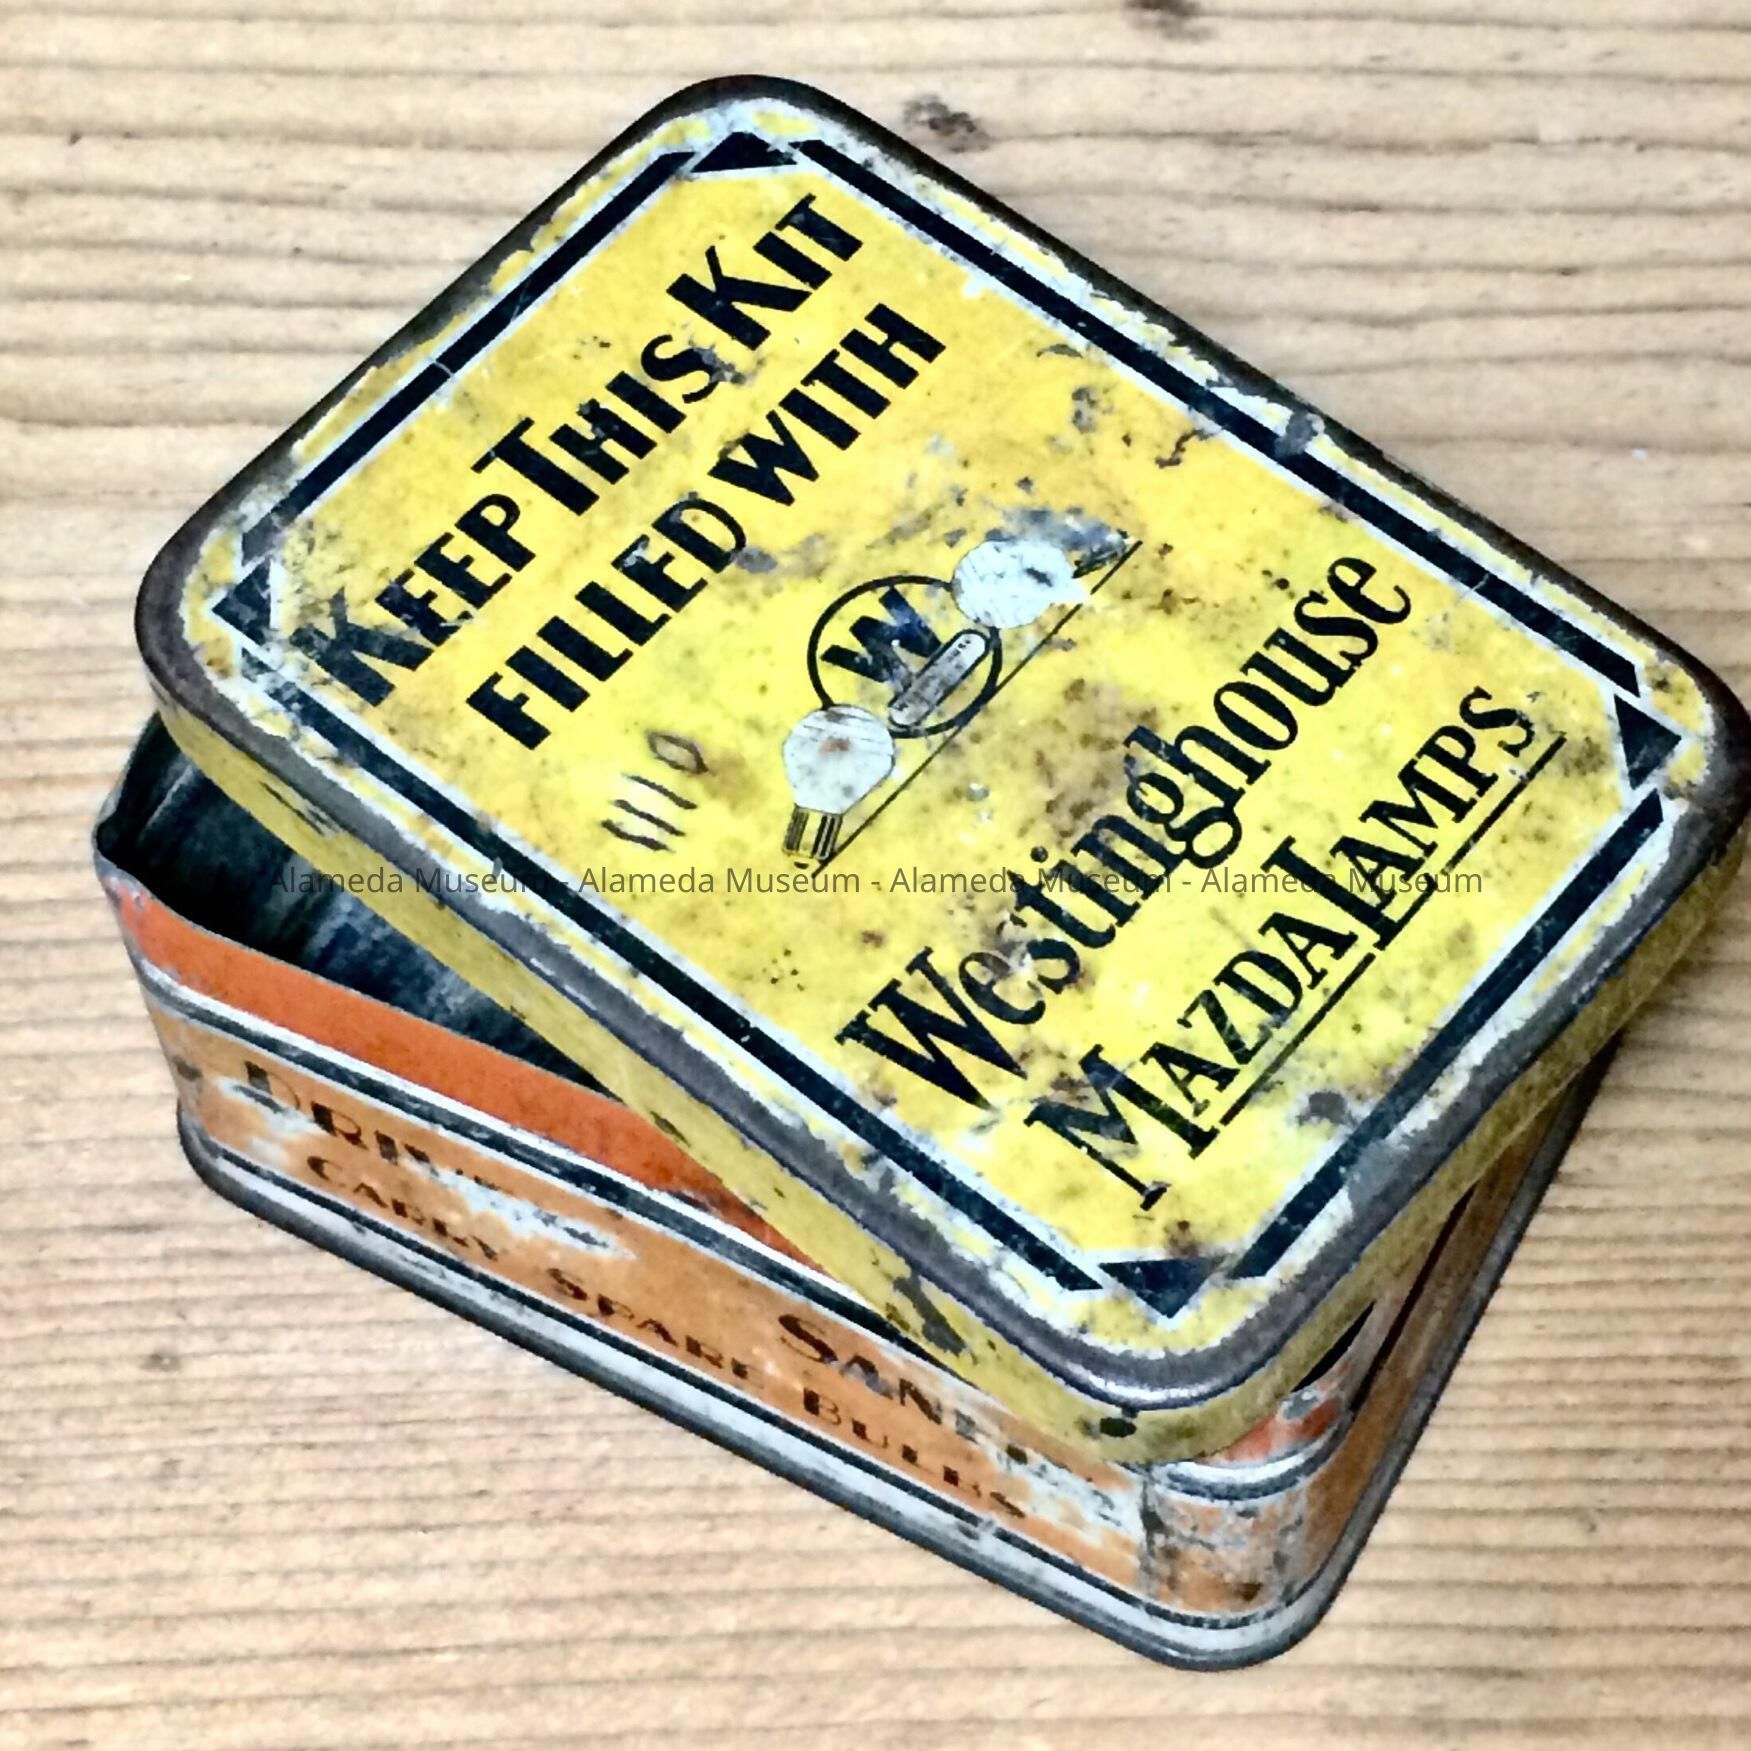 KEEP THIS KIT
FILLED WITH
W
Westinghouse
MAZDA LAMPS
Alameda Museum - Alameda Museum - Alameda Museum - Alameda Museum
CARRY SPARE BULBS